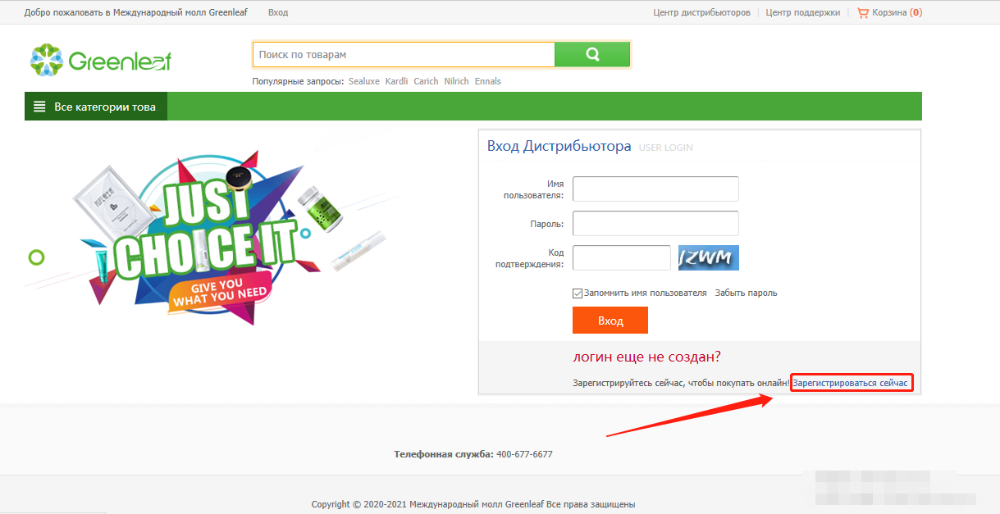 Добро пожаловать в Международный молл Greenleaf Вход Центр дистрибьюторов Центр поддержки Корзина (0)
Greenleaf
Поиск по товарам
Популярные запросы: Sealuxe Kardli Carich Nilrich Ennals
Все категории това
Вход Дистрибьютора USER LOGIN
Имя
пользователя:
Пароль:
Код
подтверждения:
IZWM
Запомнить имя пользователя Забыть пароль
Вход
логин еще не создан?
Зарегистрируйтесь сейчас, чтобы покупать онлайн! Зарегистрироваться сейчас
JUST
CHOICE IT
GIVE YOU
WHAT YOU NEED
Телефонная служба: 400-677-6677
Copyright © 2020-2021 Международный молл Greenleaf Все права защищены